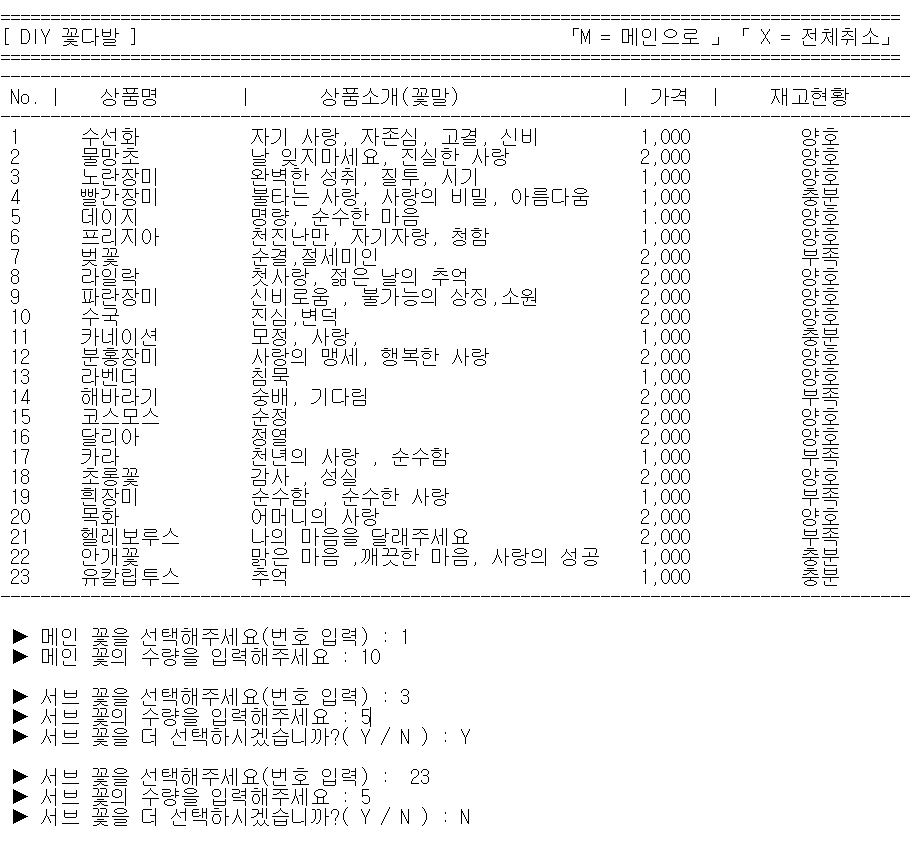 [ DIY 꽃다발 ] 「M = 메인으로 」 「 X = 전체취소」
No. | 상품명 | 상품소개(꽃말) | 가격 | 재고현황
1 수선화 자기 사랑, 자존심, 고결, 신비 1,000 양호
2 물망초 날 잊지마세요, 진실한 사랑 2,000 양호
3 노란장미 완벽한 성취, 질투, 시기 1,000 양호
4 빨간장미 불타는 사랑, 사랑의 비밀, 아름다움 1,000 충분
5 데이지 명랑, 순수한 마음 1.000 양호
6 프리지아 천진난만, 자기자랑, 청함 1,000 양호
7 벚꽃 순결,절세미인 2,000 부족
8 라일락 첫사랑, 젊은 날의 추억 2,000 양호
9 파란장미 신비로움 , 불가능의 상징,소원 2,000 양호
10 수국 진심,변덕 2,000 양호
11 카네이션 모정, 사랑, 1,000 충분
12 분홍장미 사랑의 맹세, 행복한 사랑 2,000 양호
13 라벤더 침묵 1,000 양호
14 해바라기 숭배, 기다림 2,000 부족
15 코스모스 순정 2,000 양호
16 달리아 정열 2,000 양호
17 카라 천년의 사랑 , 순수함 1,000 부족
18 초롱꽃 감사 , 성실 2,000 양호
19 흰장미 순수함 , 순수한 사랑 1,000 부족
20 목화 어머니의 사랑 2,000 양호
21 헬레보루스 나의 마음을 달래주세요 2,000 부족
22 안개꽃 맑은 마음 ,깨끗한 마음, 사랑의 성공 1,000 충분
23 유칼립투스 추억 1,000 충분
▶ 메인 꽃을 선택해주세요(번호 입력) : 1
▶ 메인 꽃의 수량을 입력해주세요 : 10
▶ 서브 꽃을 선택해주세요(번호 입력) : 3
▶ 서브 꽃의 수량을 입력해주세요 : 5
▶ 서브 꽃을 더 선택하시겠습니까?( Y / N ) : Y
▶ 서브 꽃을 선택해주세요(번호 입력) : 23
▶ 서브 꽃의 수량을 입력해주세요 : 5
▶ 서브 꽃을 더 선택하시겠습니까?( Y / N ) : N